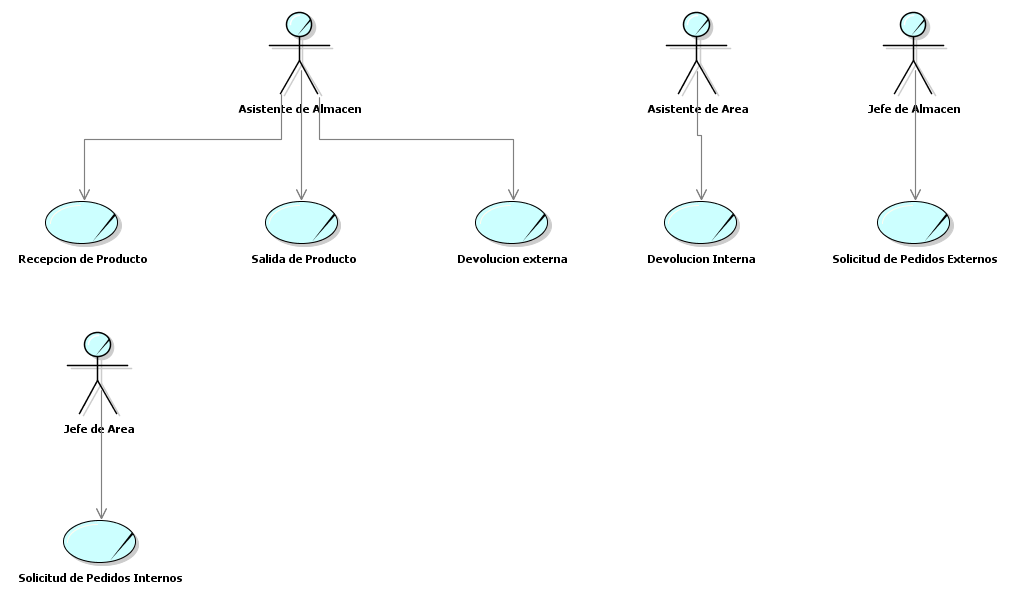 Asistente de Almacen
Asistente de Area
Jefe de Almacen
Recepcion de Producto
Salida de Producto
Devolucion externa
Devolucion Interna
Solicitud de Pedidos Externos
Jefe de Area
Solicitud de Pedidos Internos